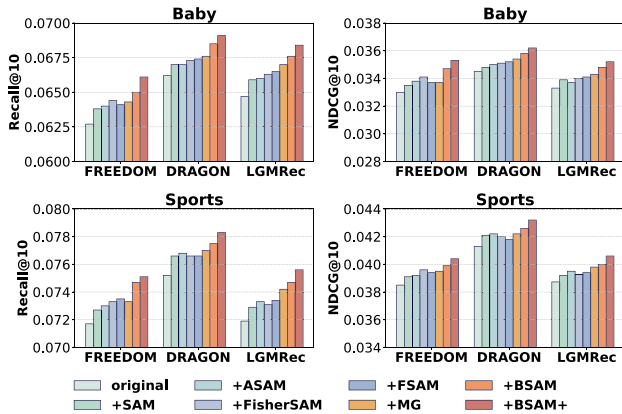 Baby
Recall@10
0.0700
0.0675
0.0650
0.0625
0.0600
FREEDOM DRAGON LGMRec
Baby
NDCG@10
0.038
0.036
0.034
0.032
0.030
0.028
FREEDOM DRAGON LGMRec
Sports
Recall@10
0.080
0.078
0.076
0.074
0.072
0.070
FREEDOM DRAGON LGMRec
Sports
NDCG@10
0.044
0.042
0.040
0.038
0.036
0.034
FREEDOM DRAGON LGMRec
original +ASAM +FSAM +BSAM
+SAM +FisherSAM +MG +BSAM+